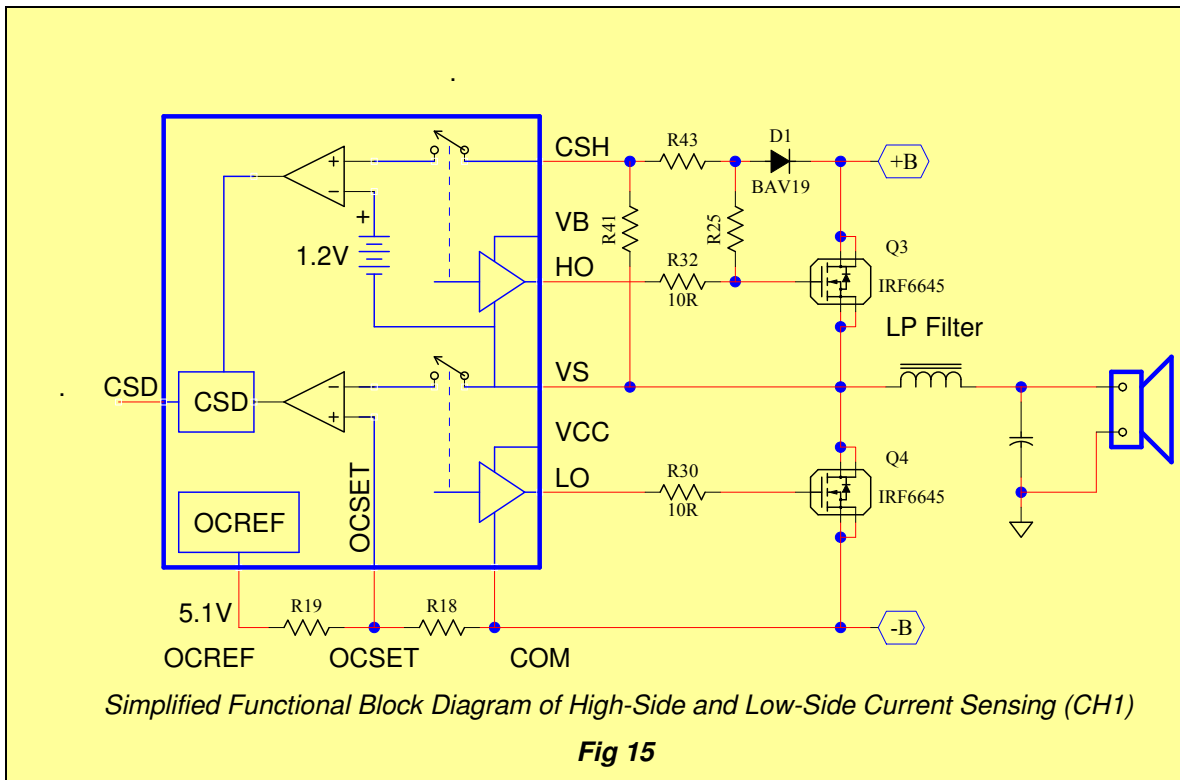 CSH
R43
D1
BAV19
+B
+
−
+
1.2V
R41
R25
VB
HO
R32
10R
Q3
IRF6645
LP Filter
CSD
CSD
−
+
VS
VCC
LO
R30
10R
Q4
IRF6645
OCSET
OCREF
5.1V
R19
R18
-B
OCREF
OCSET
COM
Simplified Functional Block Diagram of High-Side and Low-Side Current Sensing (CH1)
Fig 15